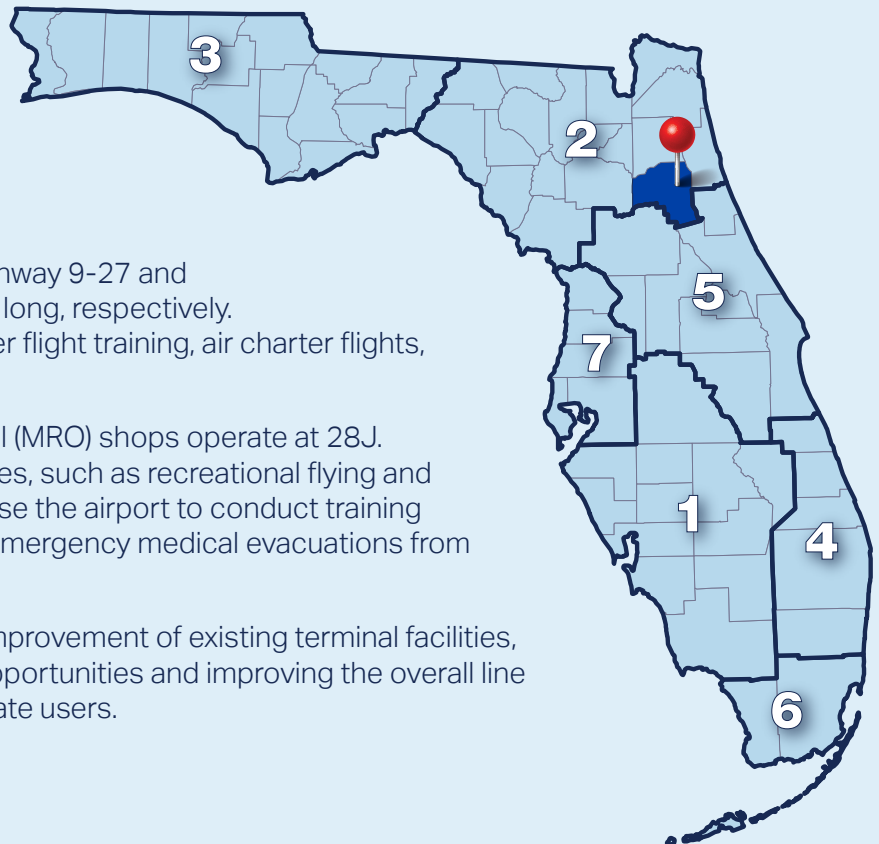 3
2
nway 9-27 and
long, respectively.
5
er flight training, air charter flights,
7
l (MRO) shops operate at 28J.
es, such as recreational flying and
se the airport to conduct training
1
emergency medical evacuations from
4
mprovement of existing terminal facilities,
pportunities and improving the overall line
ate users.
6